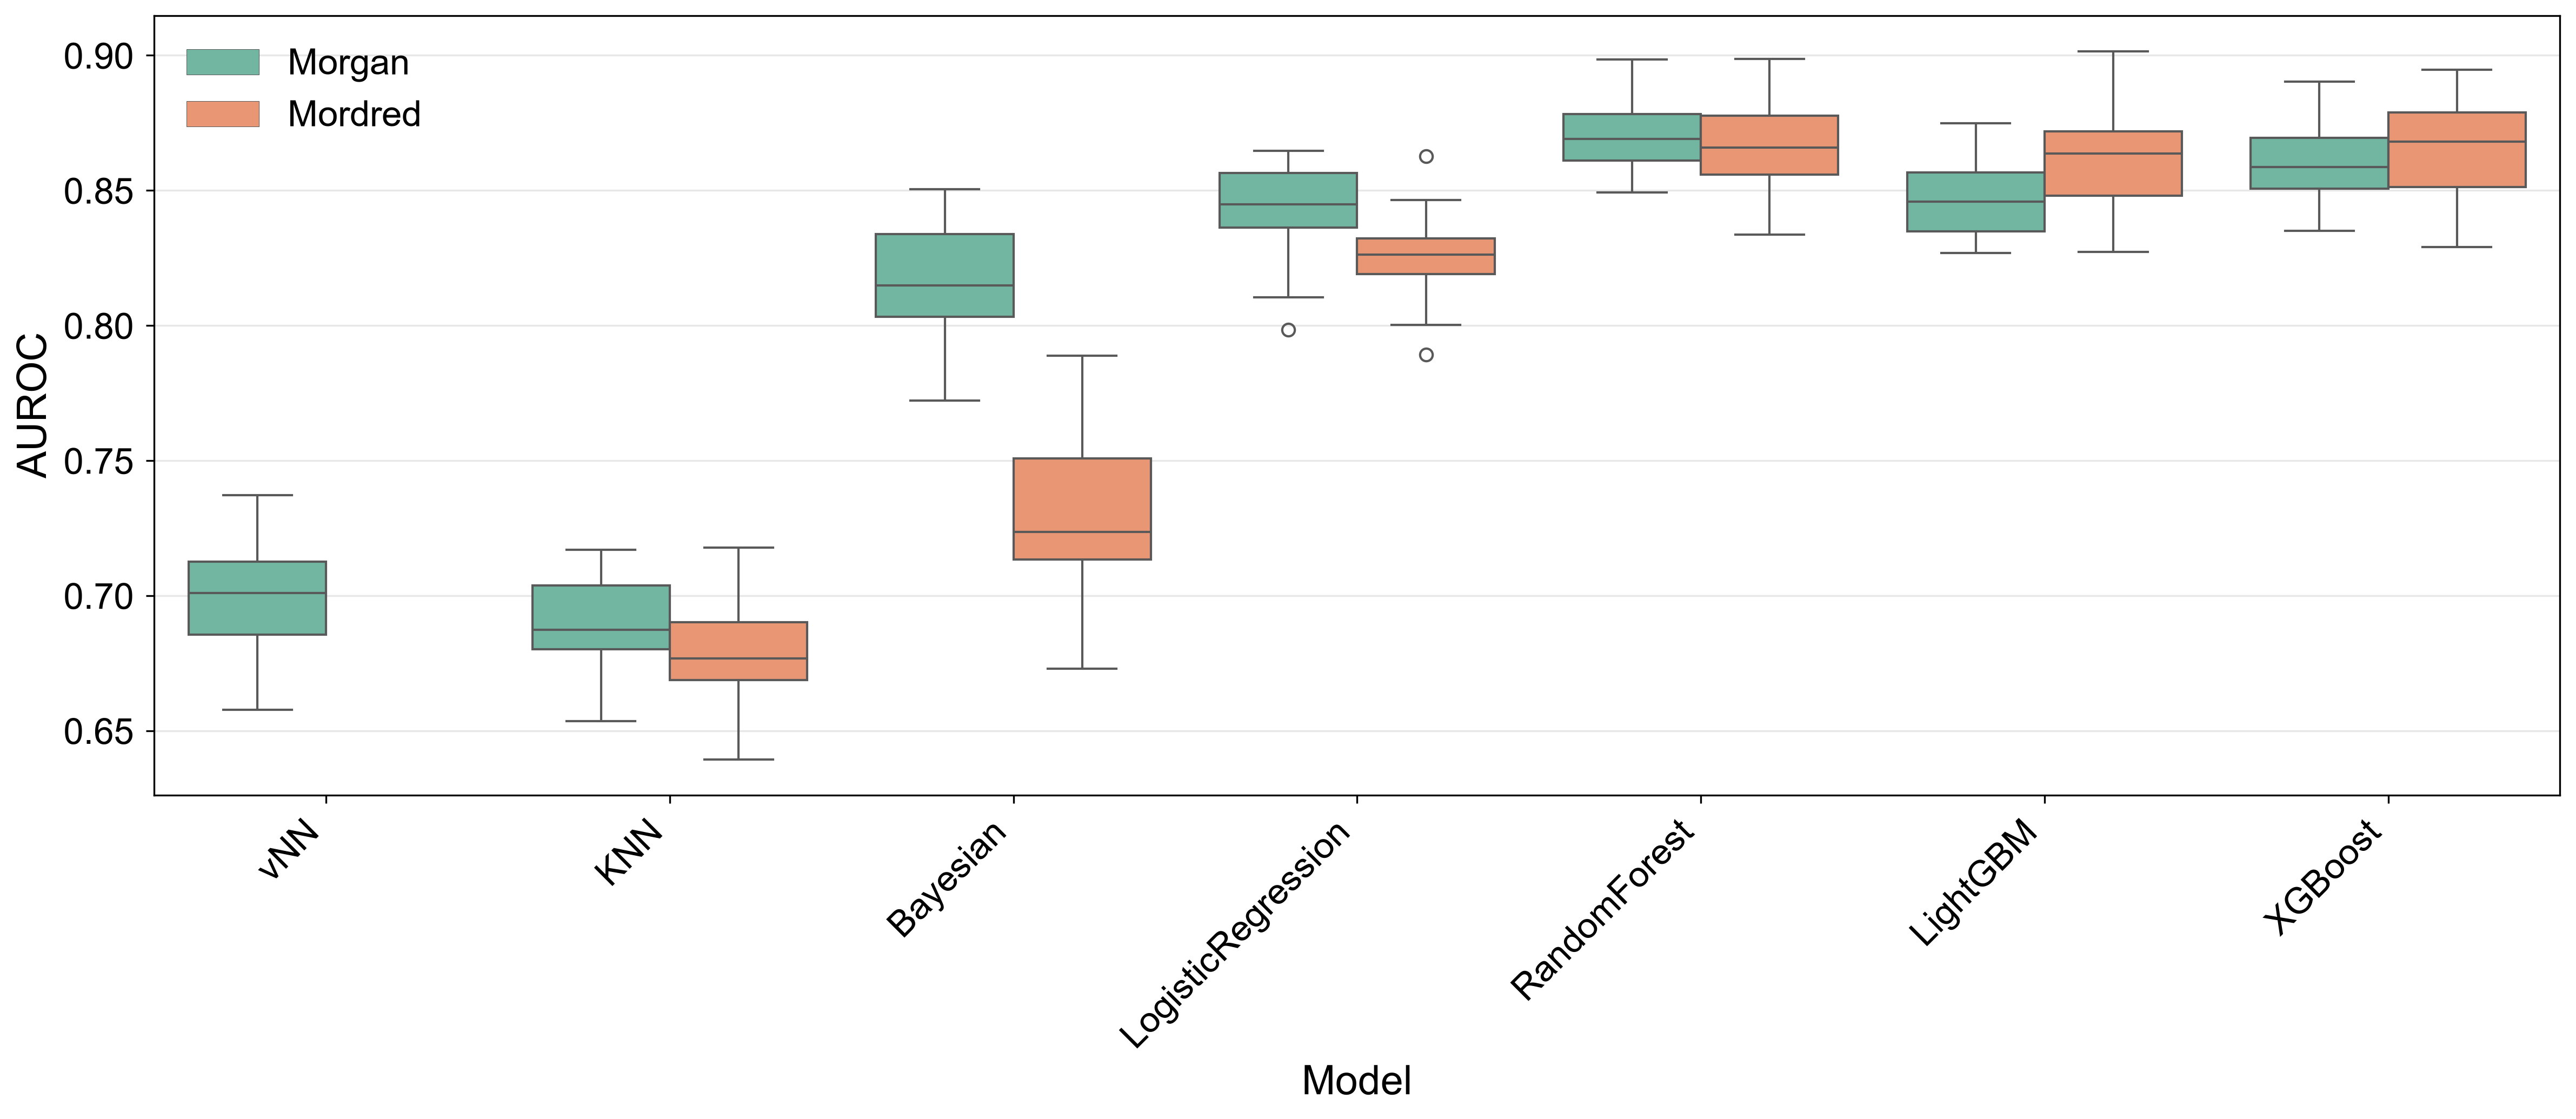 Morgan
Mordred
AUROC
0.90
0.85
0.80
0.75
0.70
0.65
vNN
KNN
Bayesian
LogisticRegression
RandomForest
LightGBM
XGBoost
Model